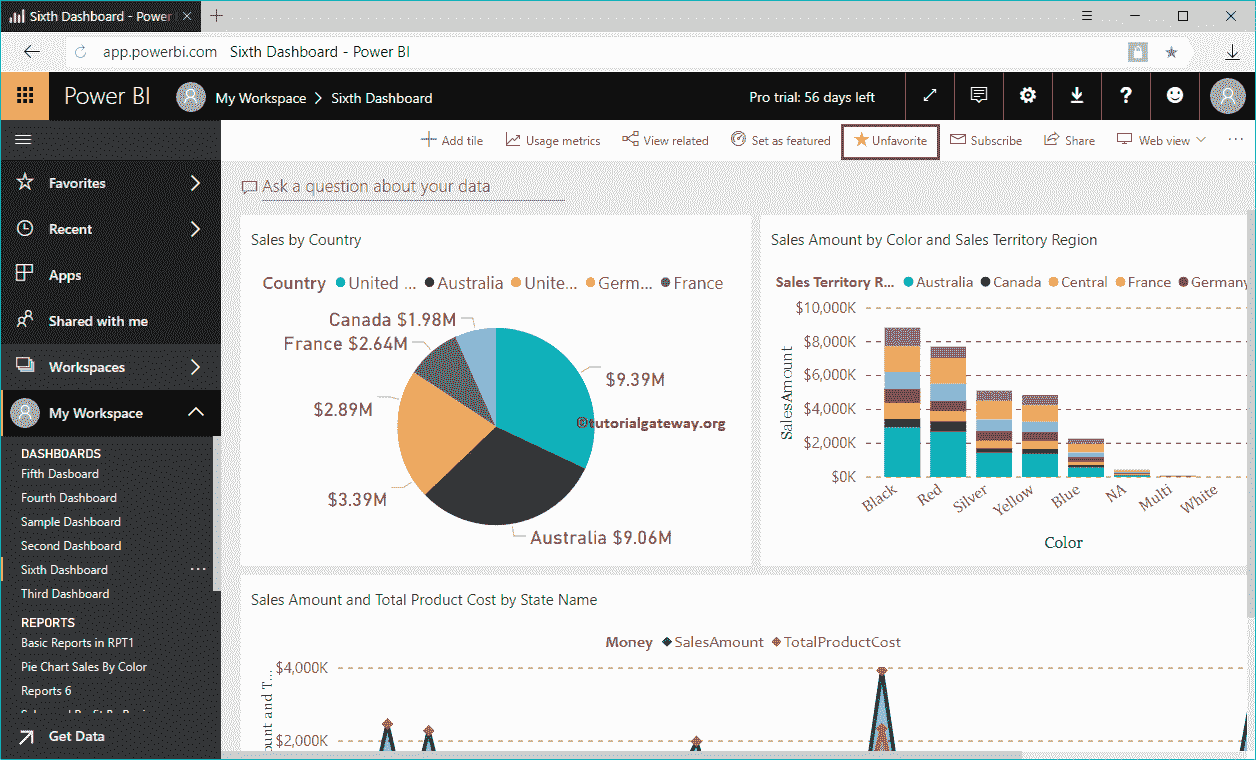 Sixth Dashboard - Power
app.powerbi.com Sixth Dashboard - Power BI
Power BI My Workspace > Sixth Dashboard Pro trial: 56 days left
Add tile Usage metrics View related Set as featured Unfavorite Subscribe Share Web view ...
Favorites
Recent
Apps
Shared with me
Workspaces
My Workspace
DASHBOARDS
Fifth Dasboard
Fourth Dashboard
Sample Dashboard
Second Dashboard
Sixth Dashboard ...
Third Dashboard
REPORTS
Basic Reports in RPT1
Pie Chart Sales By Color
Reports 6
Get Data
Ask a question about your data
Sales by Country
Country United ... Australia Unite... Germ... France
Canada $1.98M
France $2.64M
$9.39M
$2.89M
©tutorialgateway.org
$3.39M
Australia $9.06M
Sales Amount by Color and Sales Territory Region
Sales Territory R... Australia Canada Central France Germany
SalesAmount
$10,000K
$8,000K
$6,000K
$4,000K
$2,000K
$0K
Black Red Silver Yellow Blue NA Multi White
Color
Sales Amount and Total Product Cost by State Name
Money SalesAmount TotalProductCost
ount and T...
$4,000K
$2,000K